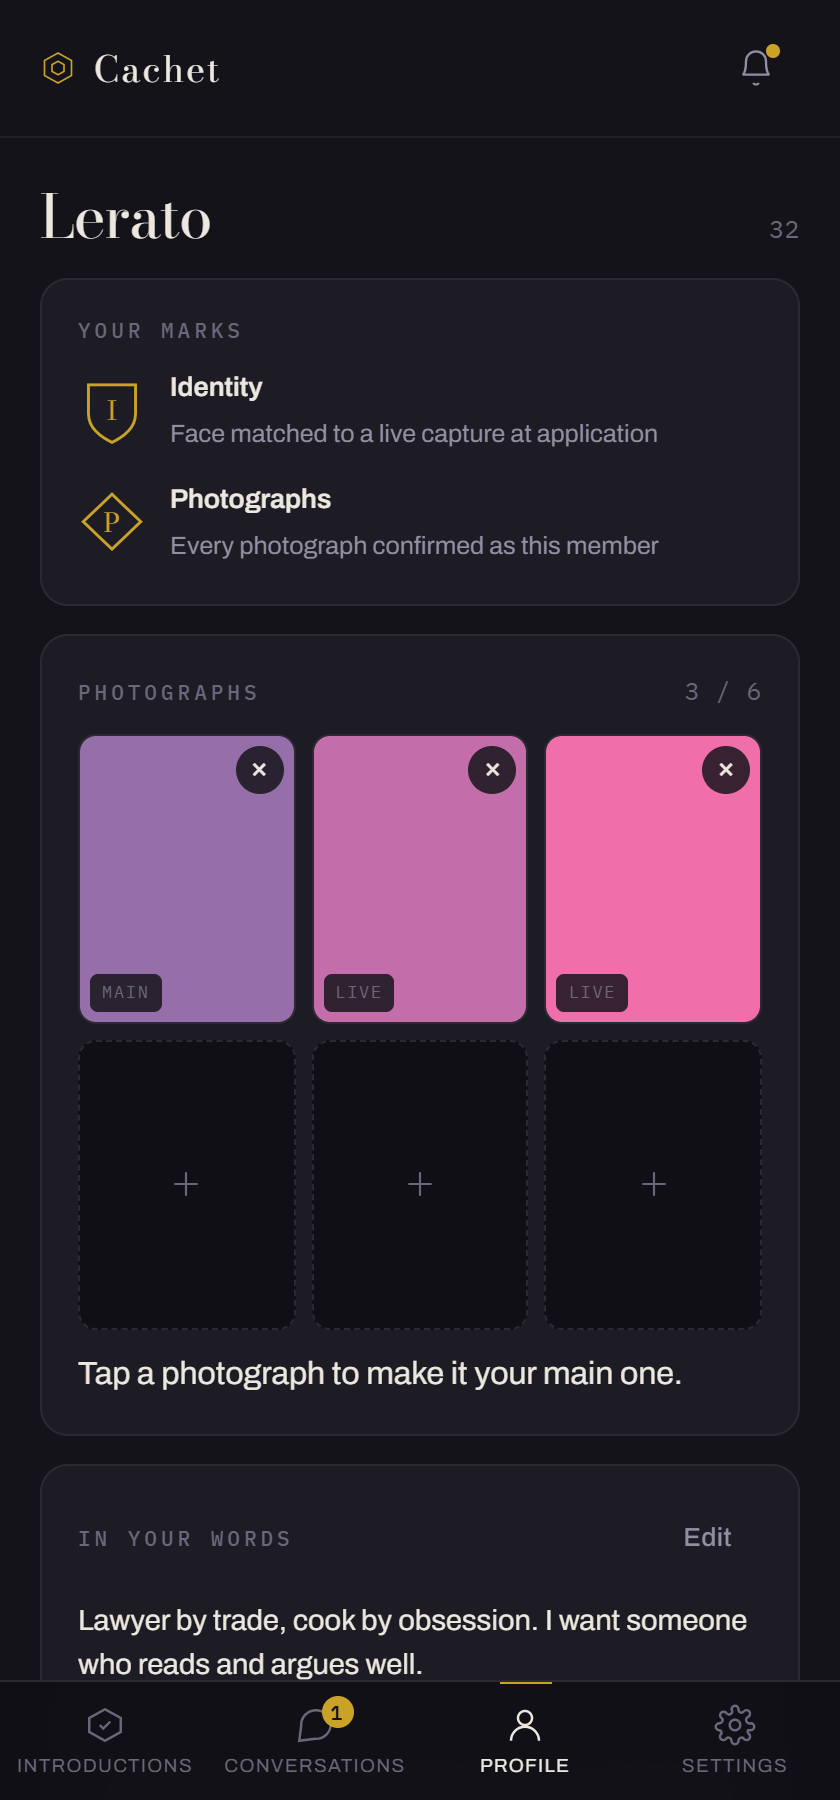 Cachet
Lerato
32
YOUR MARKS
I
Identity
Face matched to a live capture at application
P
Photographs
Every photograph confirmed as this member
PHOTOGRAPHS
3 / 6
MAIN
LIVE
LIVE
Tap a photograph to make it your main one.
IN YOUR WORDS
Edit
Lawyer by trade, cook by obsession. I want someone
who reads and argues well.
1
INTRODUCTIONS
CONVERSATIONS
PROFILE
SETTINGS